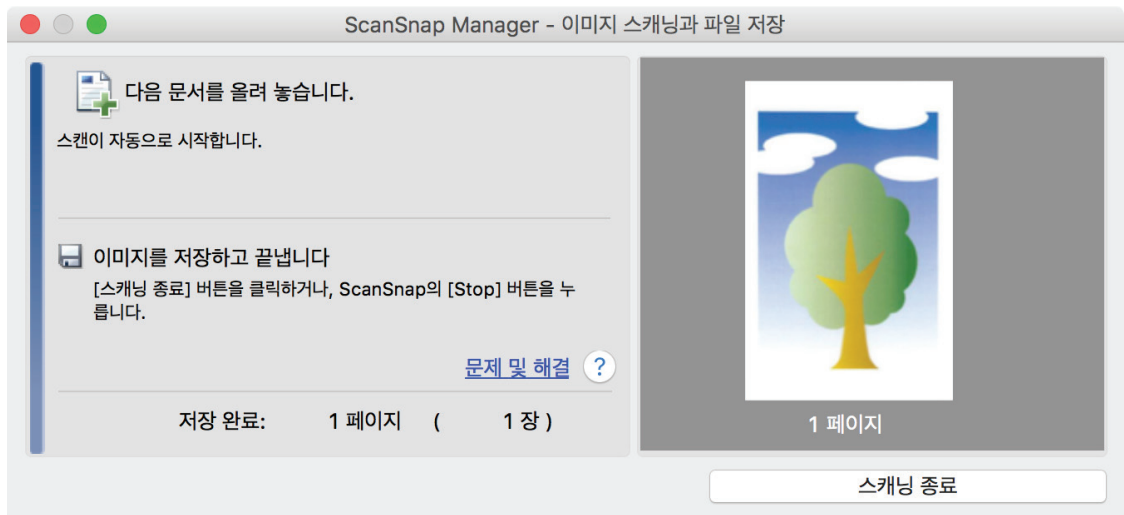 ScanSnap Manager - 이미지 스캐닝과 파일 저장
다음 문서를 올려 놓습니다.
스캔이 자동으로 시작합니다.
이미지를 저장하고 끝냅니다
[스캐닝 종료] 버튼을 클릭하거나, ScanSnap의 [Stop] 버튼을 누
릅니다.
문제 및 해결 ?
저장 완료: 1 페이지 ( 1 장 )
1 페이지
스캐닝 종료